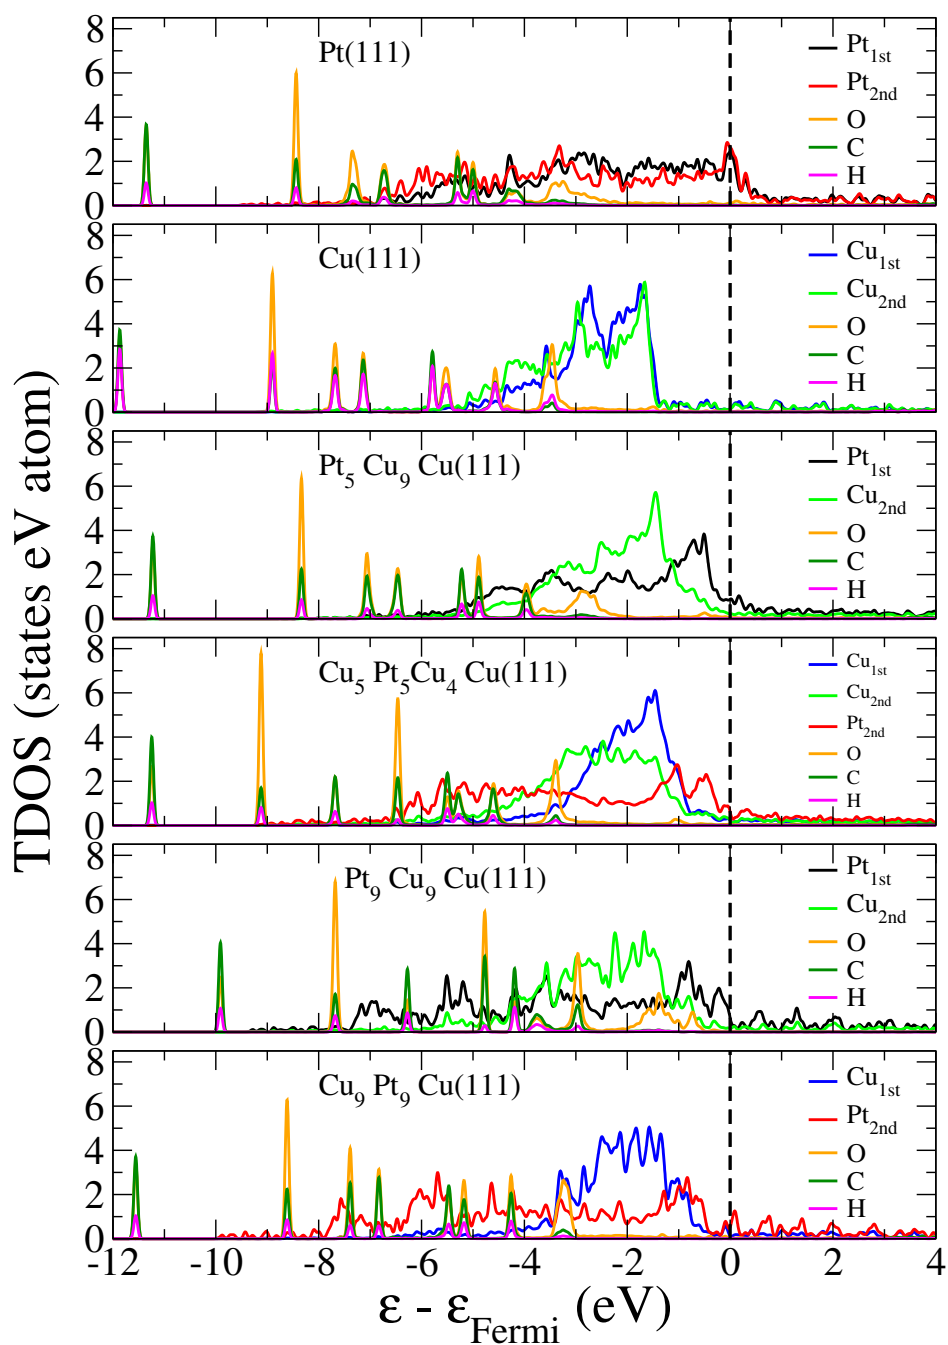 TDOS (states eV atom)
8
6
4
2
0
Pt(111)
Pt1st
Pt2nd
O
C
H
8
6
4
2
0
Cu(111)
Cu1st
Cu2nd
O
C
H
8
6
4
2
0
Pt5 Cu9 Cu(111)
Pt1st
Cu2nd
O
C
H
8
6
4
2
0
Cu5 Pt5Cu4 Cu(111)
Cu1st
Cu2nd
Pt2nd
O
C
H
8
6
4
2
0
Pt9 Cu9 Cu(111)
Pt1st
Cu2nd
O
C
H
8
6
4
2
0
Cu9 Pt9 Cu(111)
Cu1st
Pt2nd
O
C
H
-12 -10 -8 -6 -4 -2 0 2 4
ε - εFermi (eV)